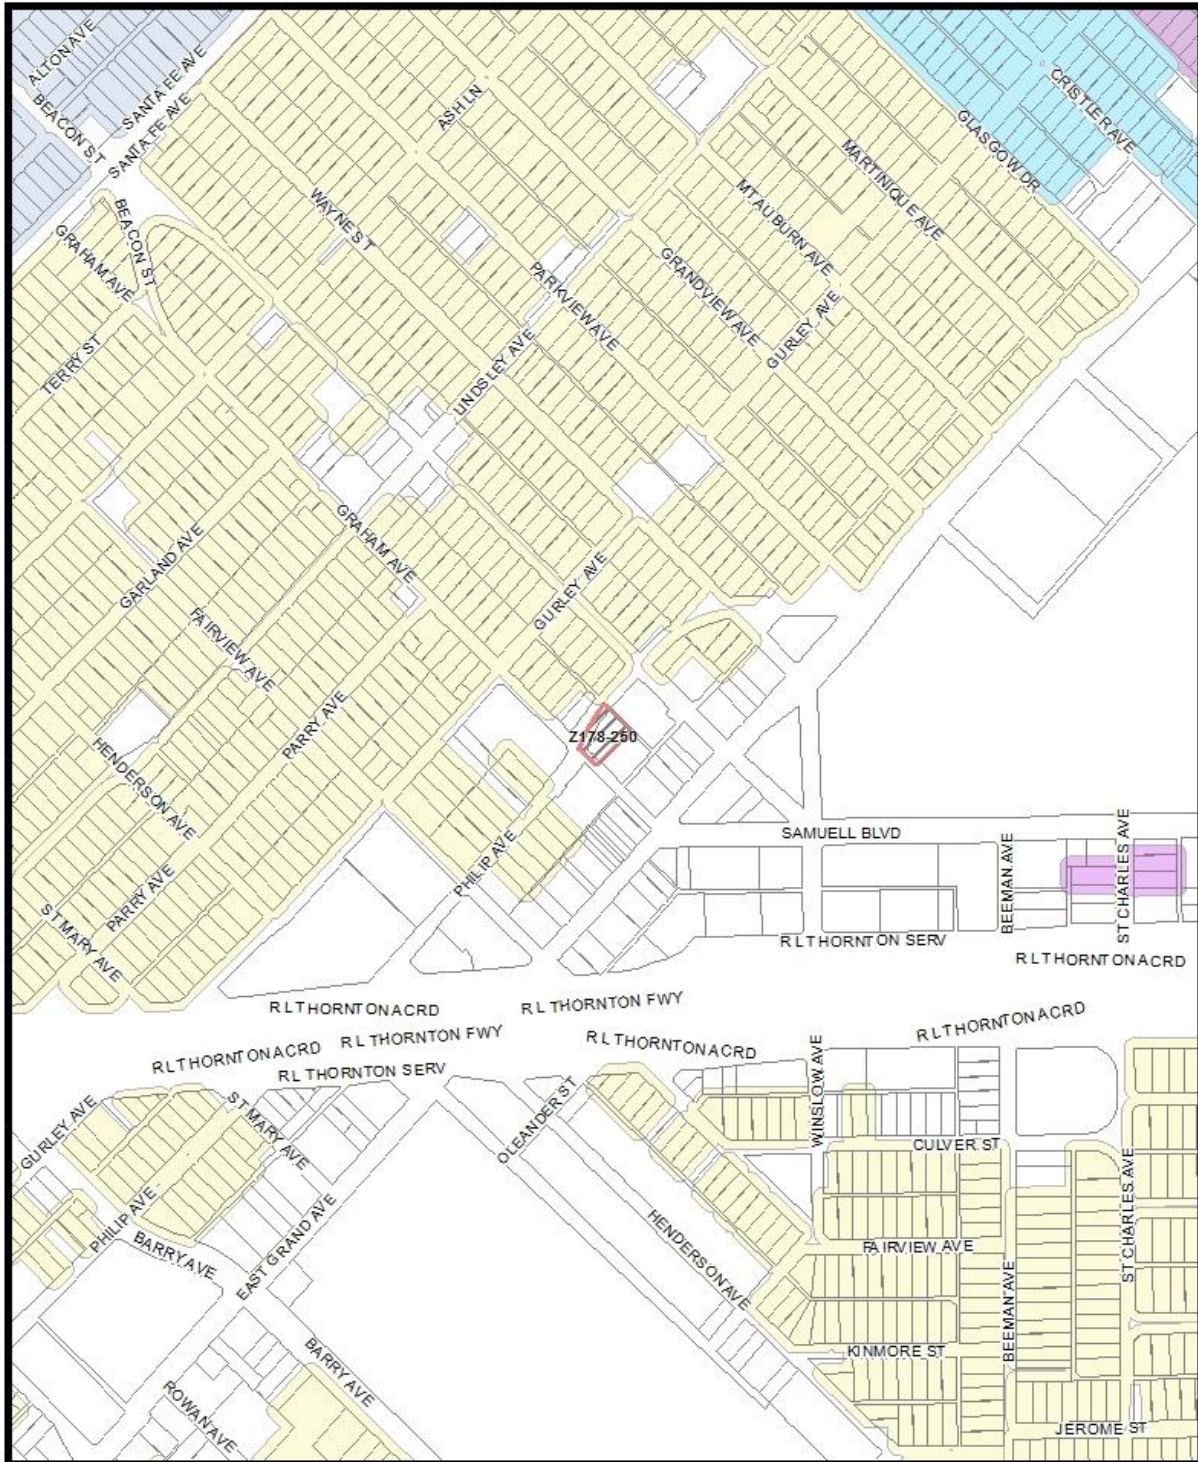 ALTON AVE
SANTA FE AVE
BEACON ST
SANTA FE AVE
ASH LN
CRISTLER AVE
GLASGOW DR
MARTINIQUE AVE
MT AUBURN AVE
WAYNE ST
BEACON ST
GRAHAM AVE
PARKVIEW AVE
GRANDVIEW AVE
GURLEY AVE
TERRY ST
LINDSLEY AVE
GRAHAM AVE
GARLAND AVE
GURLEY AVE
FAIRVIEW AVE
PARRY AVE
Z178-250
HENDERSON AVE
SAMUELL BLVD
BEEMAN AVE
ST CHARLES AVE
PHILIP AVE
PARRY AVE
ST MARY AVE
R L THORNTON SERV
R L THORNTON ACRD
R L THORNTON ACRD
R L THORNTON FWY
R L THORNTON FWY
R L THORNTON ACRD
R L THORNTON ACRD
R L THORNTON ACRD
R L THORNTON SERV
WINSLOW AVE
OLEANDER ST
GURLEY AVE
ST MARY AVE
CULVER ST
PHILIP AVE
BARRY AVE
EAST GRAND AVE
HENDERSON AVE
FAIRVIEW AVE
ST CHARLES AVE
BEEMAN AVE
KINMORE ST
BARRY AVE
ROWAN AVE
JEROME ST